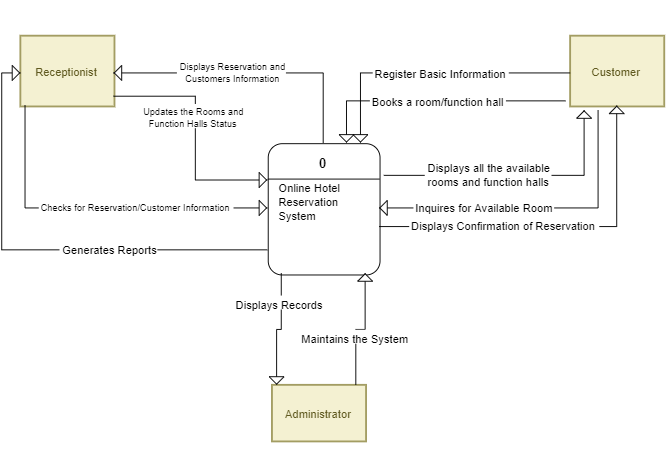 Receptionist
Displays Reservation and
Customers Information
Register Basic Information
Customer
Books a room/function hall
Updates the Rooms and
Function Halls Status
0
Online Hotel
Reservation
System
Displays all the available
rooms and function halls
Checks for Reservation/Customer Information
Inquires for Available Room
Displays Confirmation of Reservation
Generates Reports
Displays Records
Maintains the System
Administrator